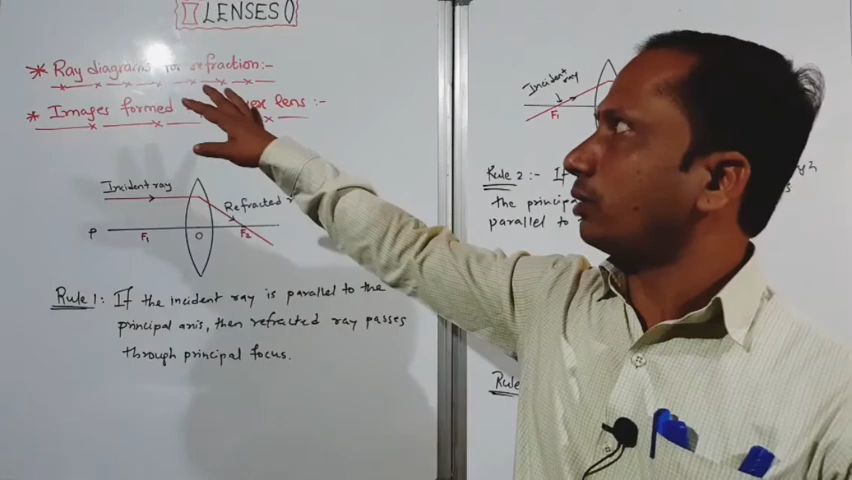 LENSES
* Ray diagrams for refraction:-
* Images formed lens :-
Incident ray
Refracted
P
F1
O
F2
Rule 1: If the incident ray is parallel to the
principal axis, then refracted ray passes
through principal focus.
Incident ray
F1
Rule 2:- If
the princip
parallel to
Rule